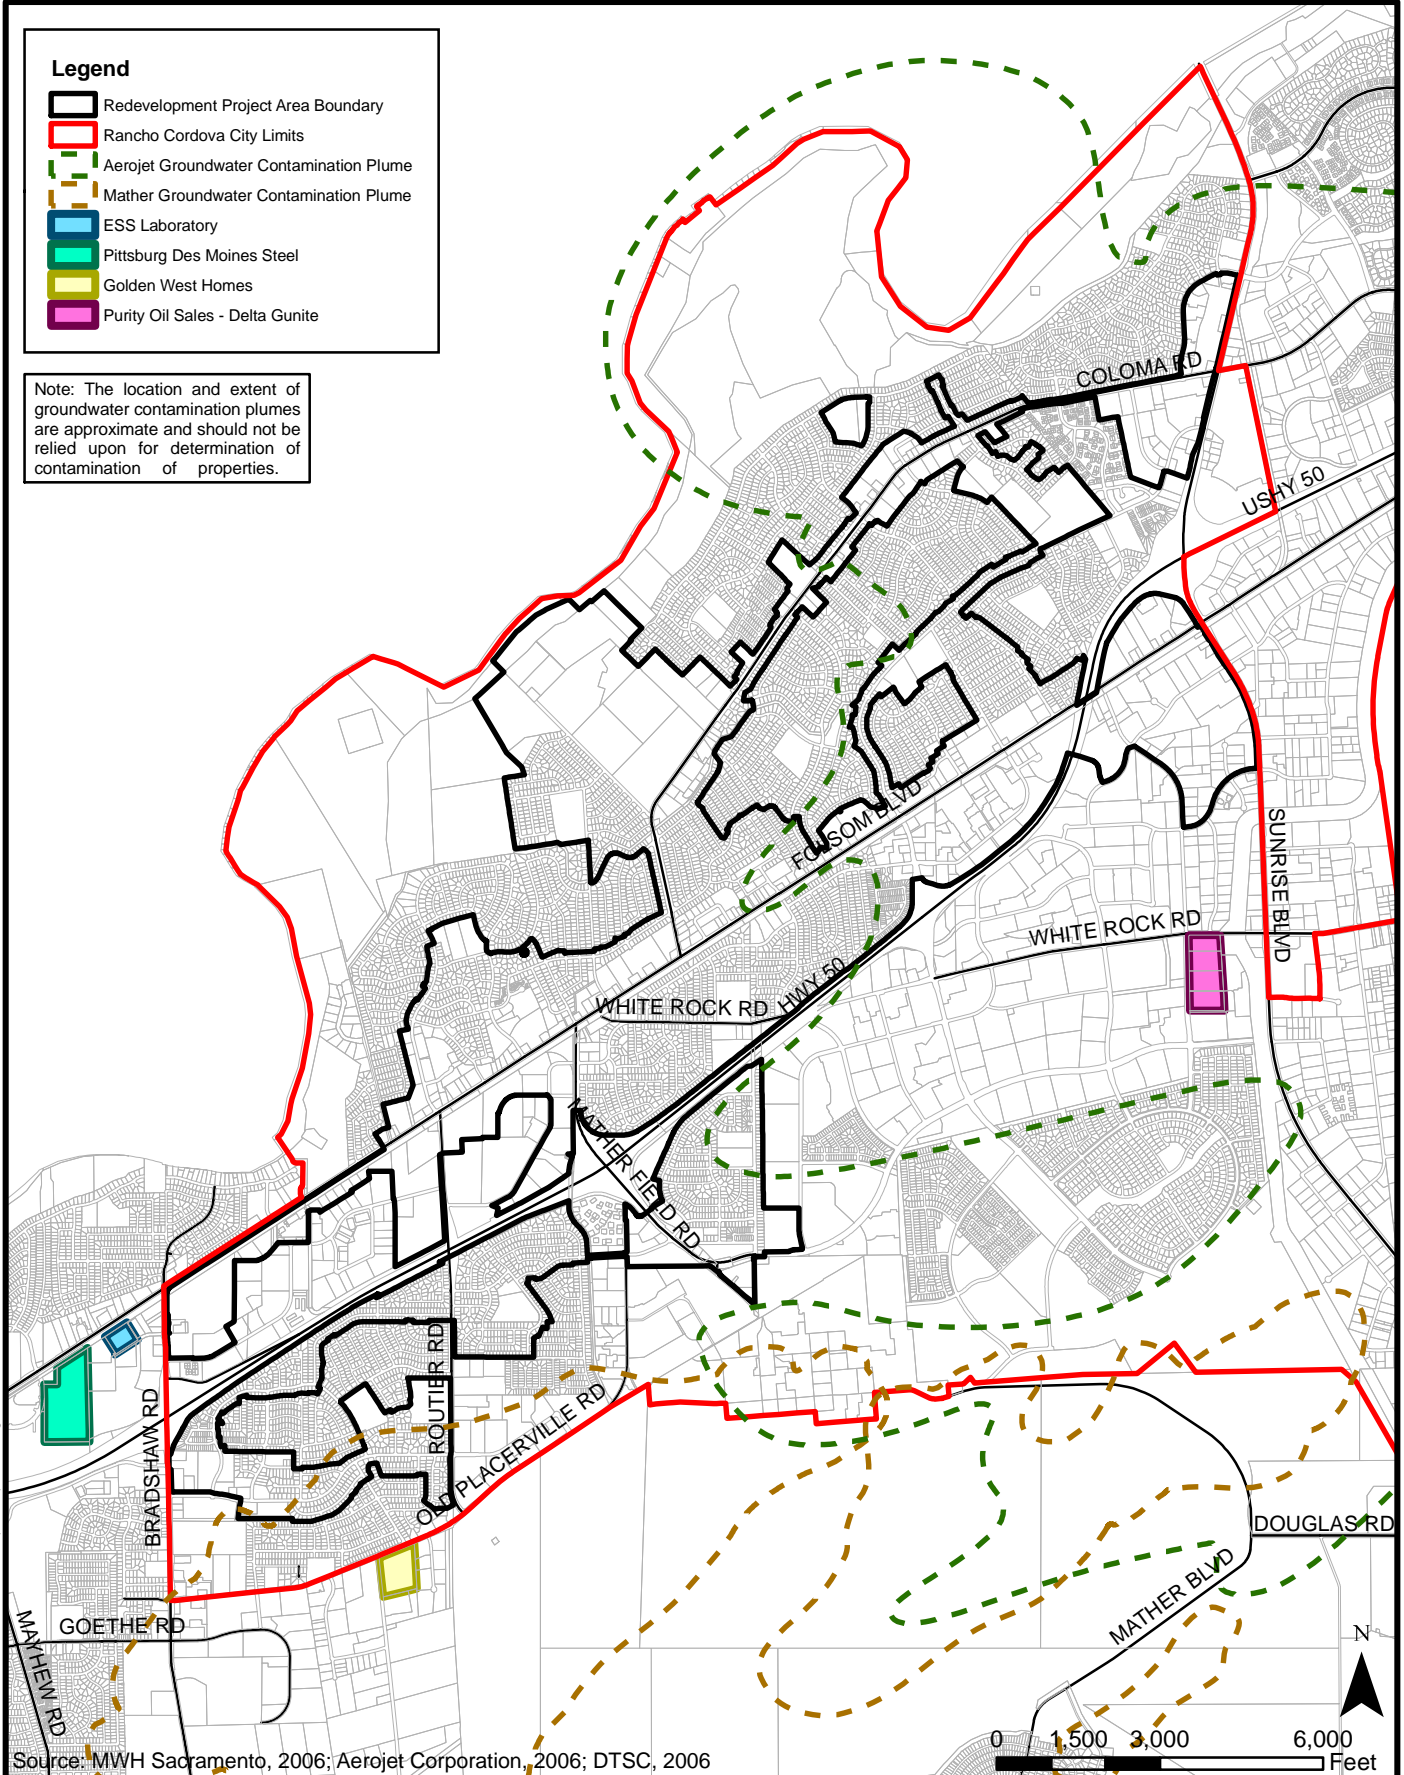 Legend
Redevelopment Project Area Boundary
Rancho Cordova City Limits
Aerojet Groundwater Contamination Plume
Mather Groundwater Contamination Plume
ESS Laboratory
Pittsburg Des Moines Steel
Golden West Homes
Purity Oil Sales - Delta Gunite
Note: The location and extent of
groundwater contamination plumes
are approximate and should not be
relied upon for determination of
contamination of properties.
COLOMA RD
USHY 50
FOLSOM BLVD
SUNRISE BLVD
WHITE ROCK RD
WHITE ROCK RD
HWY 50
MATHER FIELD RD
ROUTIER RD
OLD PLACERVILLE RD
BRADSHAW RD
DOUGLAS RD
MATHER BLVD
GOETHE RD
MAYHEW RD
N
0 1,500 3,000 6,000
Feet
Source: MWH Sacramento, 2006; Aerojet Corporation, 2006; DTSC, 2006